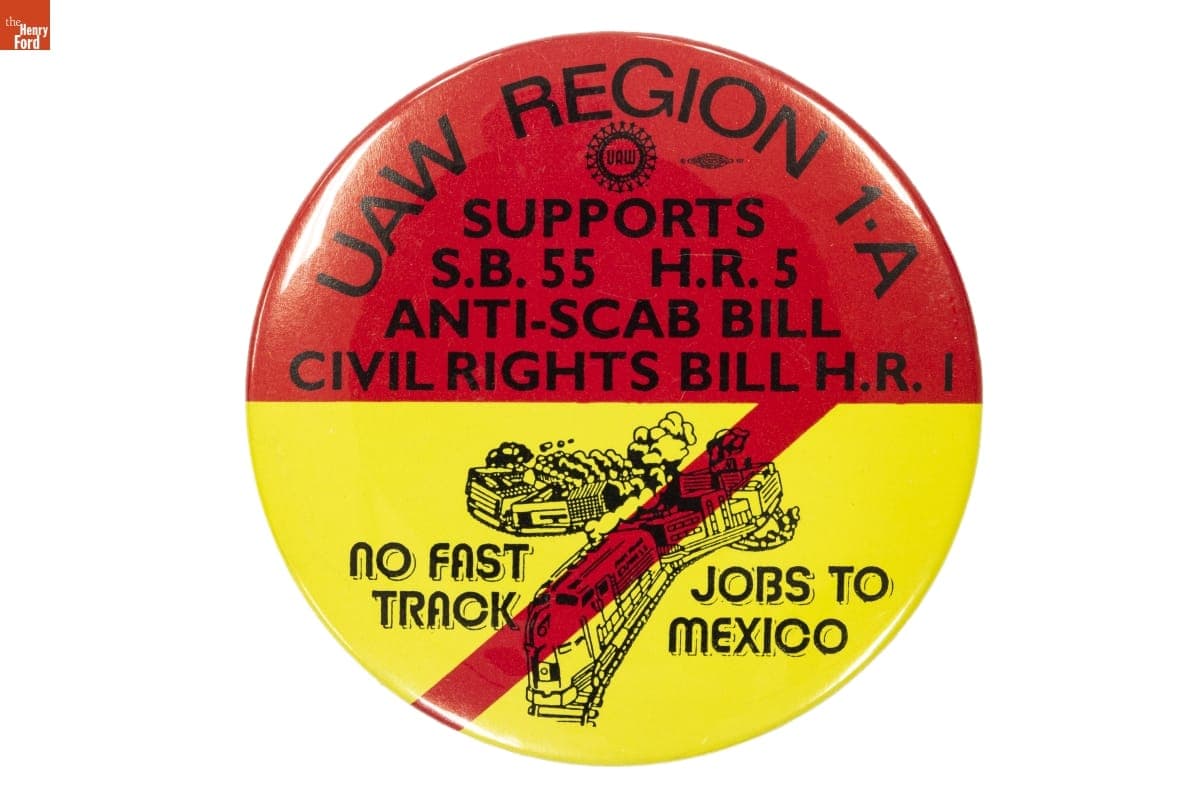 the
Henry
Ford
UAW REGION 1·A
UAW
SUPPORTS
S.B. 55 H.R. 5
ANTI-SCAB BILL
CIVIL RIGHTS BILL H.R. 1
NO FAST
TRACK
JOBS TO
MEXICO